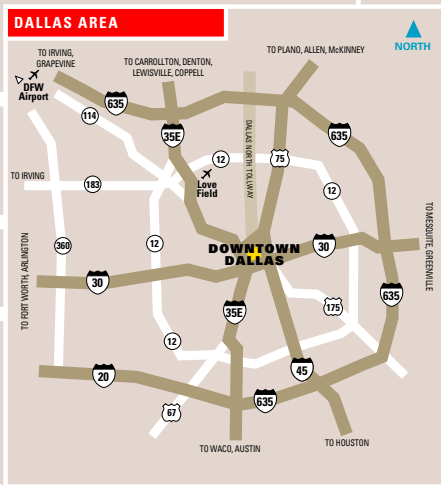 DALLAS AREA
NORTH
TO IRVING,
GRAPEVINE
TO CARROLLTON, DENTON,
LEWISVILLE, COPPELL
TO PLANO, ALLEN, McKINNEY
DFW
Airport
635
114
35E
635
DALLAS NORTH TOLLWAY
12
75
TO IRVING
183
Love
Field
12
TO MESQUITE, GREENVILLE
360
12
DOWNTOWN
DALLAS
30
TO FORT WORTH, ARLINGTON
30
635
35E
175
12
20
45
635
67
TO WACO, AUSTIN
TO HOUSTON